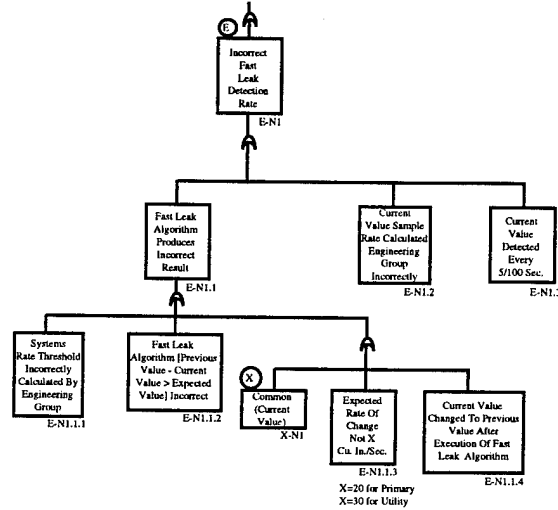 E
Incorrect
Fast
Leak
Detection
Rate
E-N1
Fast Leak
Algorithm
Produces
Incorrect
Result
E-N1.1
Current
Value Sample
Rate Calculated
Engineering
Group
Incorrectly
E-N1.2
Current
Value
Detected
Every
5/100 Sec.
E-N1.3
Systems
Rate Threshold
Incorrectly
Calculated By
Engineering
Group
E-N1.1.1
Fast Leak
Algorithm [Previous
Value - Current
Value > Expected
Value] Incorrect
E-N1.1.2
X
Common
(Current
Value)
X-N1
Expected
Rate Of
Change
Not X
Cu. In./Sec.
E-N1.1.3
X=20 for Primary
X=30 for Utility
Current Value
Changed To Previous
Value After
Execution Of Fast
Leak Algorithm
E-N1.1.4